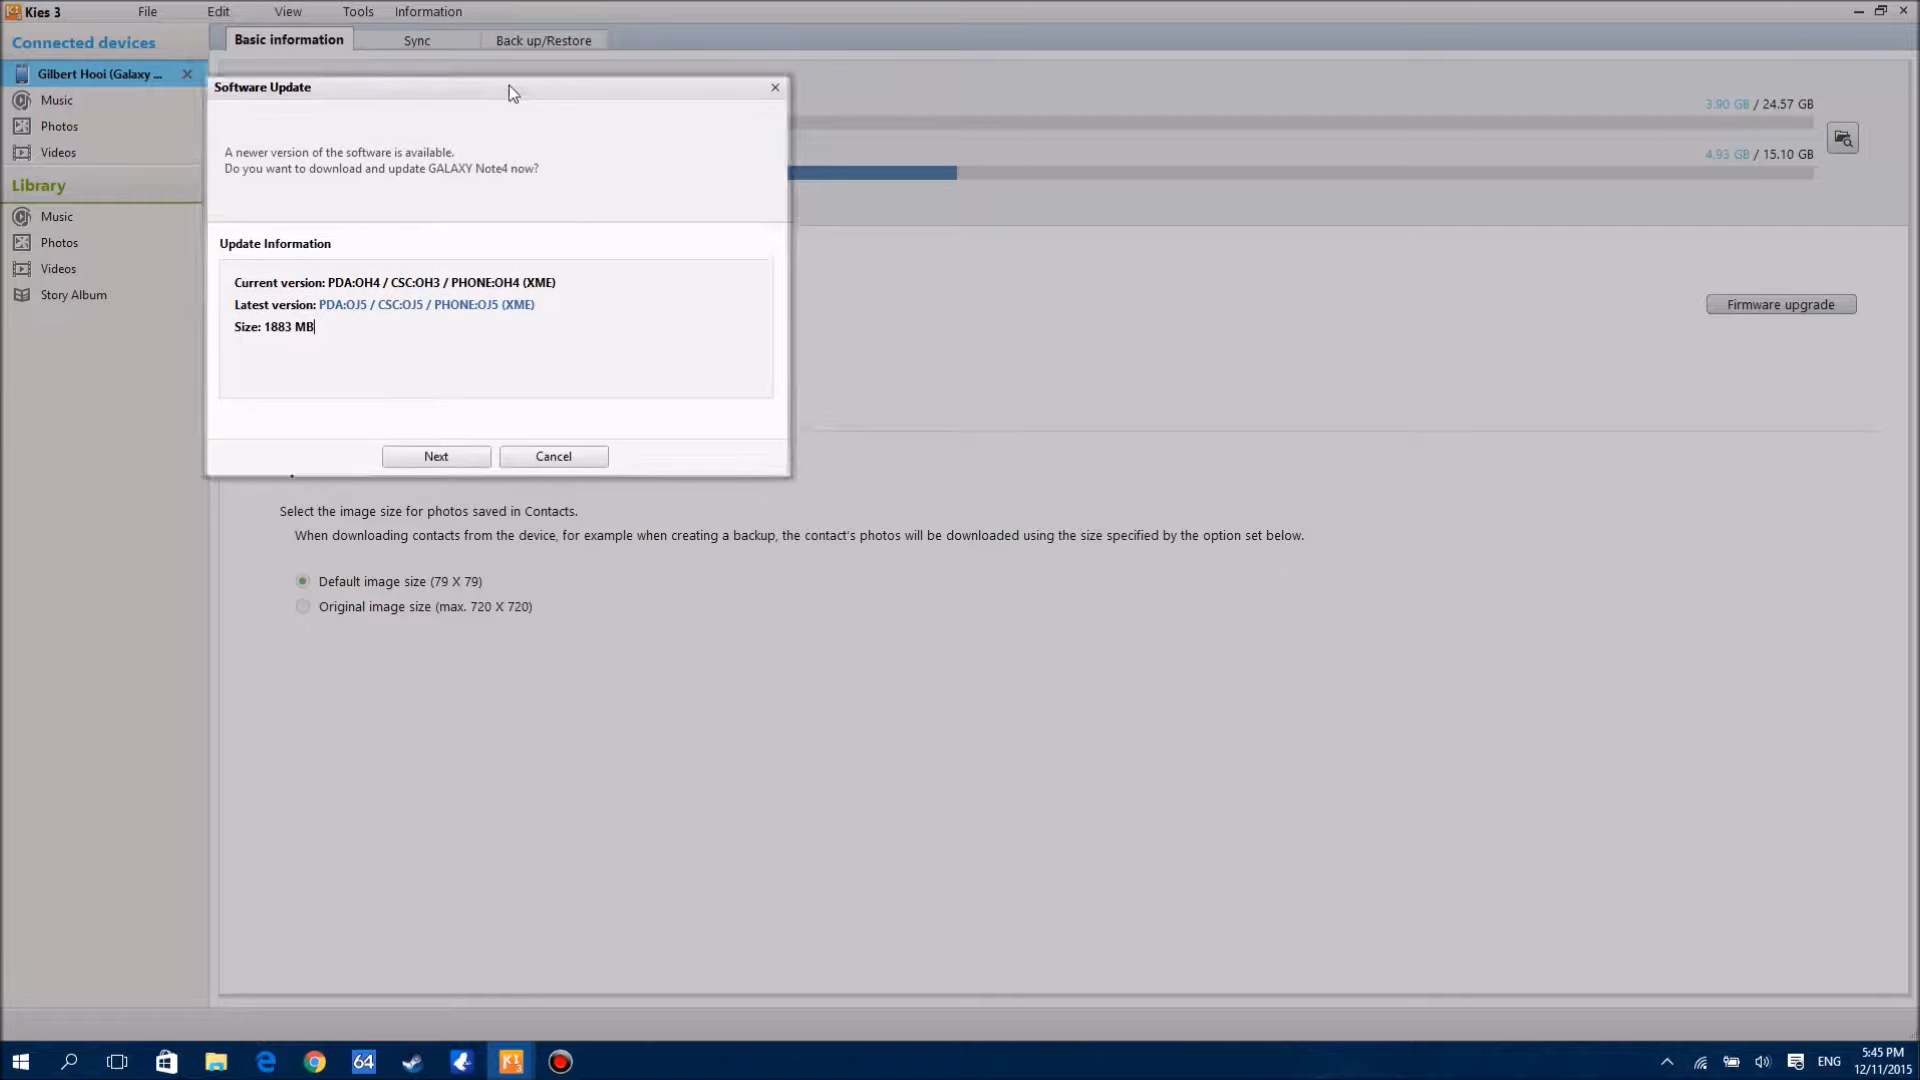 Kies 3 File Edit View Tools Information
Connected devices
Basic information Sync Back up/Restore
Gilbert Hooi (Galaxy ...
Music
Photos
Videos
Library
Music
Photos
Videos
Story Album
Software Update
A newer version of the software is available.
Do you want to download and update GALAXY Note4 now?
Update Information
Current version: PDA:OH4 / CSC:OH3 / PHONE:OH4 (XME)
Latest version: PDA:OJ5 / CSC:OJ5 / PHONE:OJ5 (XME)
Size: 1883 MB
Next Cancel
3.90 GB / 24.57 GB
4.93 GB / 15.10 GB
Firmware upgrade
Select the image size for photos saved in Contacts.
When downloading contacts from the device, for example when creating a backup, the contact's photos will be downloaded using the size specified by the option set below.
Default image size (79 X 79)
Original image size (max. 720 X 720)
64
ENG
5:45 PM
12/11/2015